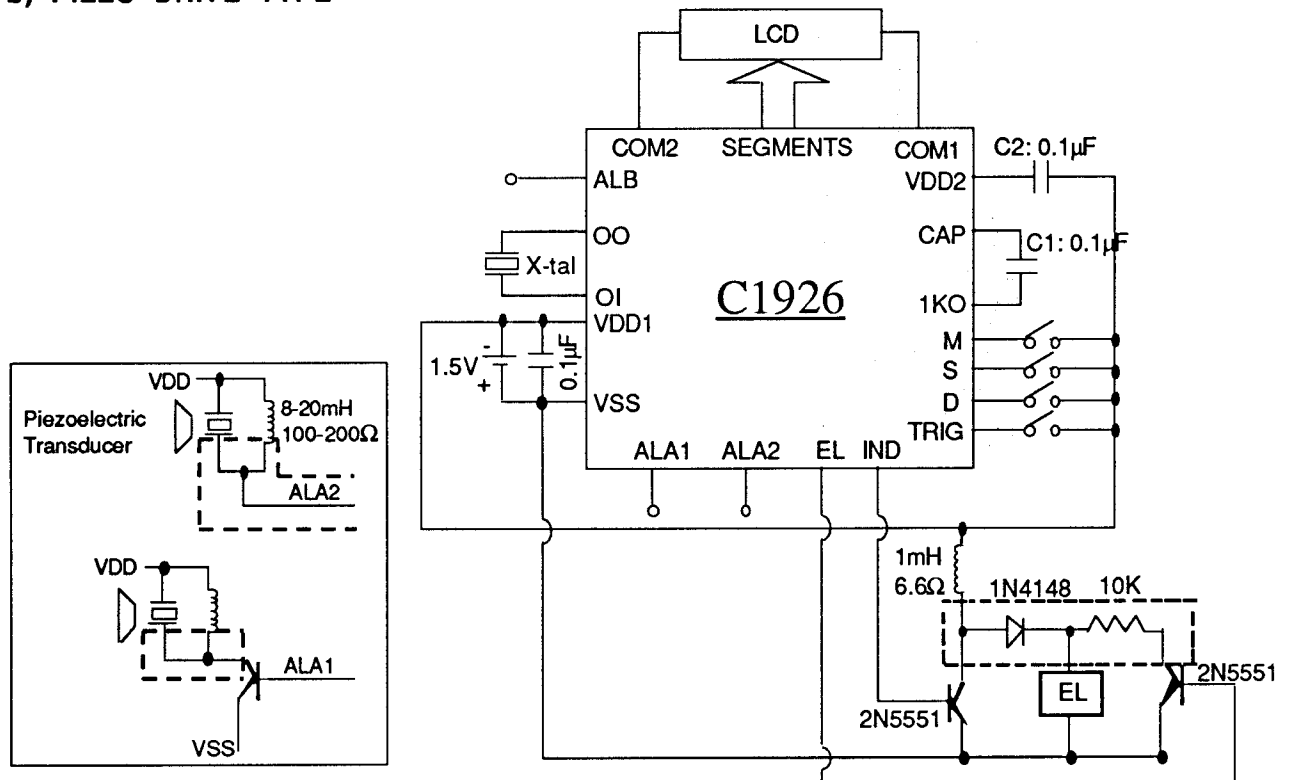 LCD
COM2 SEGMENTS COM1
C2: 0.1µF
ALB
VDD2
OO
CAP
X-tal
C1: 0.1µF
OI
C1926
1KO
VDD1
M
1.5V
-
+
0.1µF
S
VSS
D
TRIG
ALA1 ALA2 EL IND
VDD
8-20mH
100-200Ω
Piezoelectric
Transducer
ALA2
VDD
ALA1
VSS
1mH
6.6Ω
1N4148
10K
EL
2N5551
2N5551